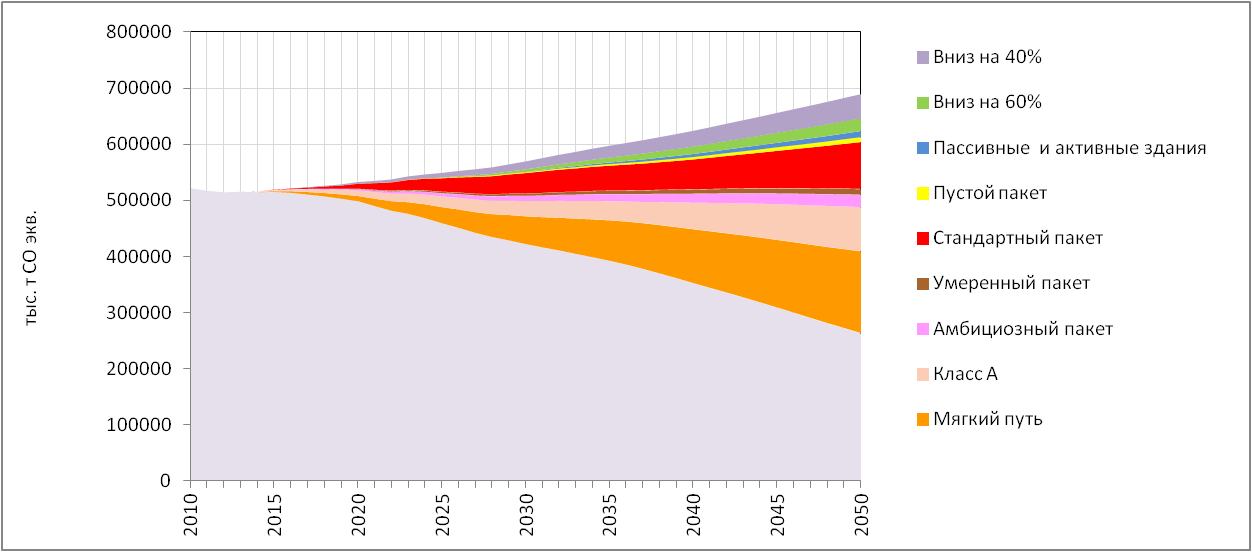 800000
700000
600000
500000
400000
300000
200000
100000
0
тыс. т СО экв.
2010
2015
2020
2025
2030
2035
2040
2045
2050
Вниз на 40%
Вниз на 60%
Пассивные и активные здания
Пустой пакет
Стандартный пакет
Умеренный пакет
Амбициозный пакет
Класс А
Мягкий путь